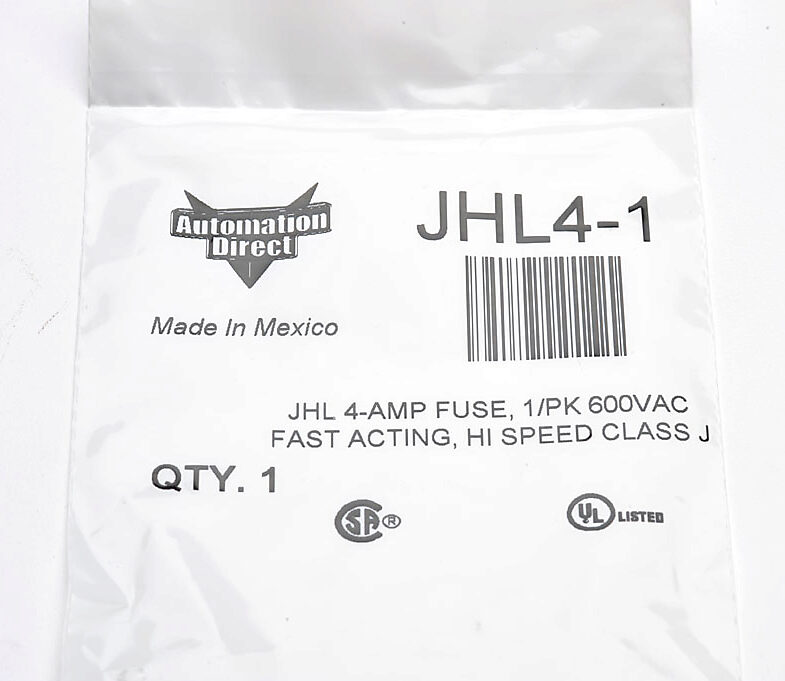 Automation
Direct
JHL4-1
Made In Mexico
JHL 4-AMP FUSE, 1/PK 600VAC
FAST ACTING, HI SPEED CLASS J
QTY. 1
SA ®
UL LISTED